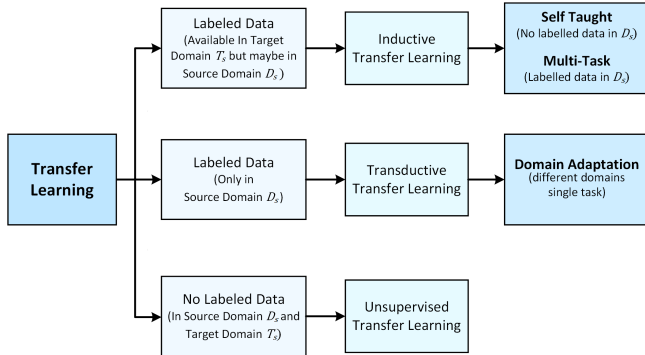 Transfer
Learning
Labeled Data
(Available In Target
Domain Tₛ but maybe in
Source Domain Dₛ)
Inductive
Transfer Learning
Self Taught
(No labelled data in Dₛ)
Multi-Task
(Labelled data in Dₛ)
Labeled Data
(Only in
Source Domain Dₛ)
Transductive
Transfer Learning
Domain Adaptation
(different domains
single task)
No Labeled Data
(In Source Domain Dₛ and
Target Domain Tₛ)
Unsupervised
Transfer Learning